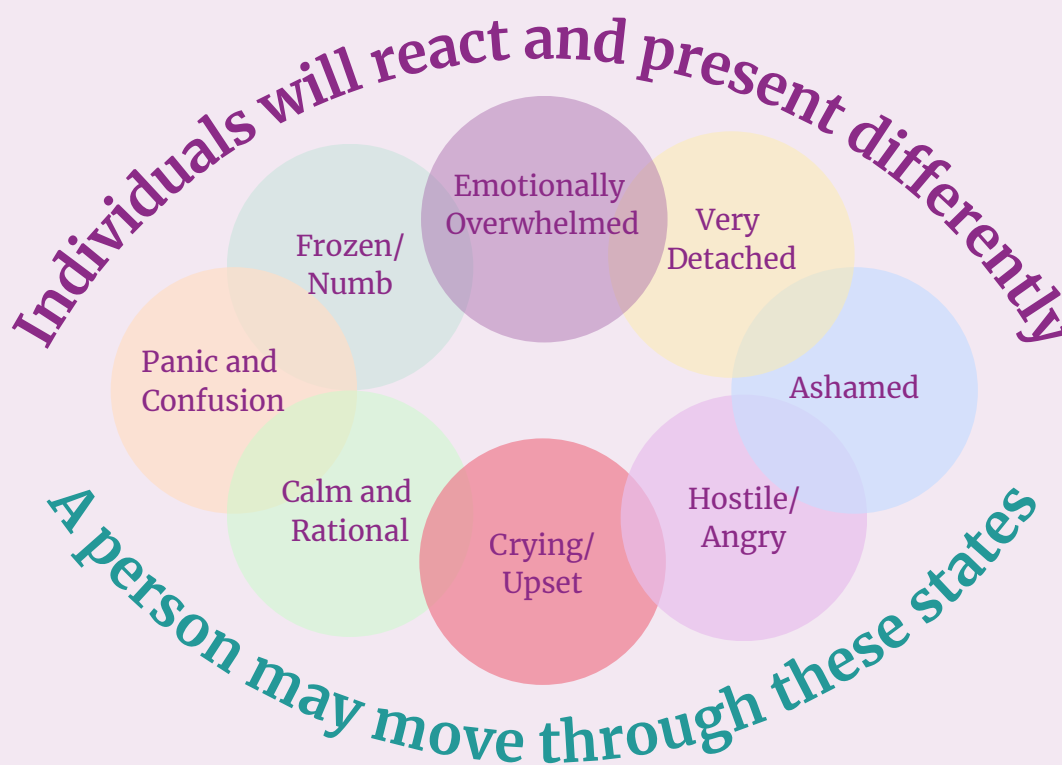 Individuals will react and present differently
Emotionally
Overwhelmed
Very
Detached
Frozen/
Numb
Panic and
Confusion
Ashamed
Calm and
Rational
Hostile/
Angry
Crying/
Upset
A person may move through these states